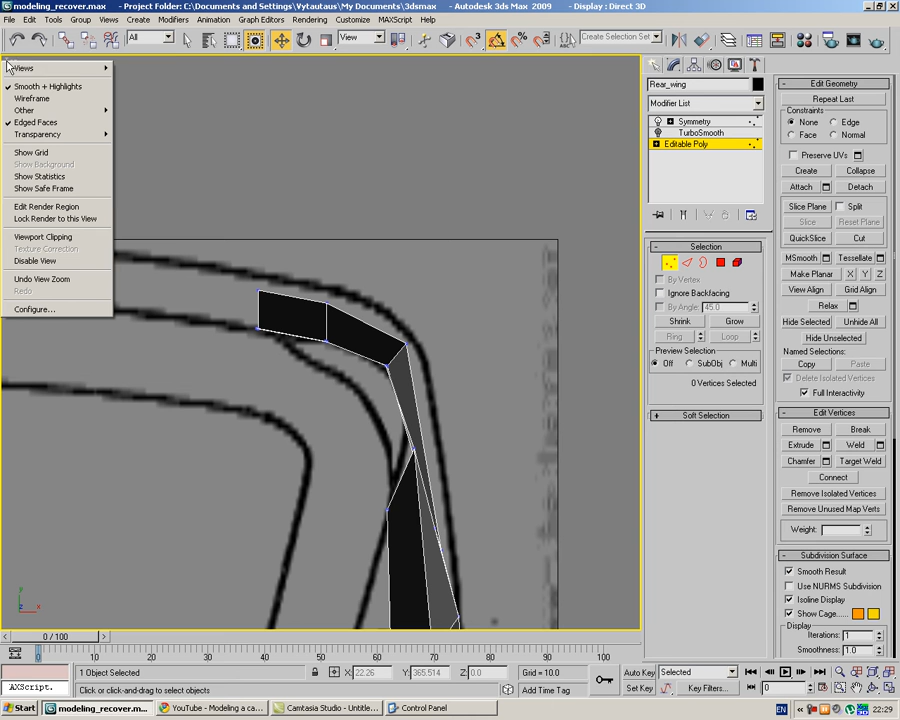 modeling_recover.max - Project Folder: C:\Documents and Settings\Vytautas\My Documents\3dsmax - Autodesk 3ds Max 2009 - Display : Direct 3D
File Edit Tools Group Views Create Modifiers Animation Graph Editors Rendering Customize MAXScript Help
All View Create Selection Set
Views
Smooth + Highlights
Wireframe
Other
Edged Faces
Transparency
Show Grid
Show Background
Show Statistics
Show Safe Frame
Edit Render Region
Lock Render to this View
Viewport Clipping
Texture Correction
Disable View
Undo View Zoom
Redo
Configure...
Rear_wing
Modifier List
Symmetry
TurboSmooth
Editable Poly
Selection
By Vertex
Ignore Backfacing
By Angle: 45.0
Shrink Grow
Ring Loop
Preview Selection
Off SubObj Multi
0 Vertices Selected
Soft Selection
Edit Geometry
Repeat Last
Constraints
None Edge
Face Normal
Preserve UVs
Create Collapse
Attach Detach
Slice Plane Split
Slice Reset Plane
QuickSlice Cut
MSmooth Tessellate
Make Planar X Y Z
View Align Grid Align
Relax
Hide Selected Unhide All
Hide Unselected
Named Selections:
Copy Paste
Delete Isolated Vertices
Full Interactivity
Edit Vertices
Remove Break
Extrude Weld
Chamfer Target Weld
Connect
Remove Isolated Vertices
Remove Unused Map Verts
Weight:
Subdivision Surface
Smooth Result
Use NURMS Subdivision
Isoline Display
Show Cage
Display
Iterations: 1
Smoothness: 1.0
z x
0 / 100
0 10 20 30 40 50 60 70 80 90 100
1 Object Selected X: 22.26 Y: 365.514 Z: 0.0 Grid = 10.0 Auto Key Selected
AXScript. Click or click-and-drag to select objects Add Time Tag Set Key Key Filters... 0
Start modeling_recover.m... YouTube - Modeling a ca... Camtasia Studio - Untitle... Control Panel EN 22:29